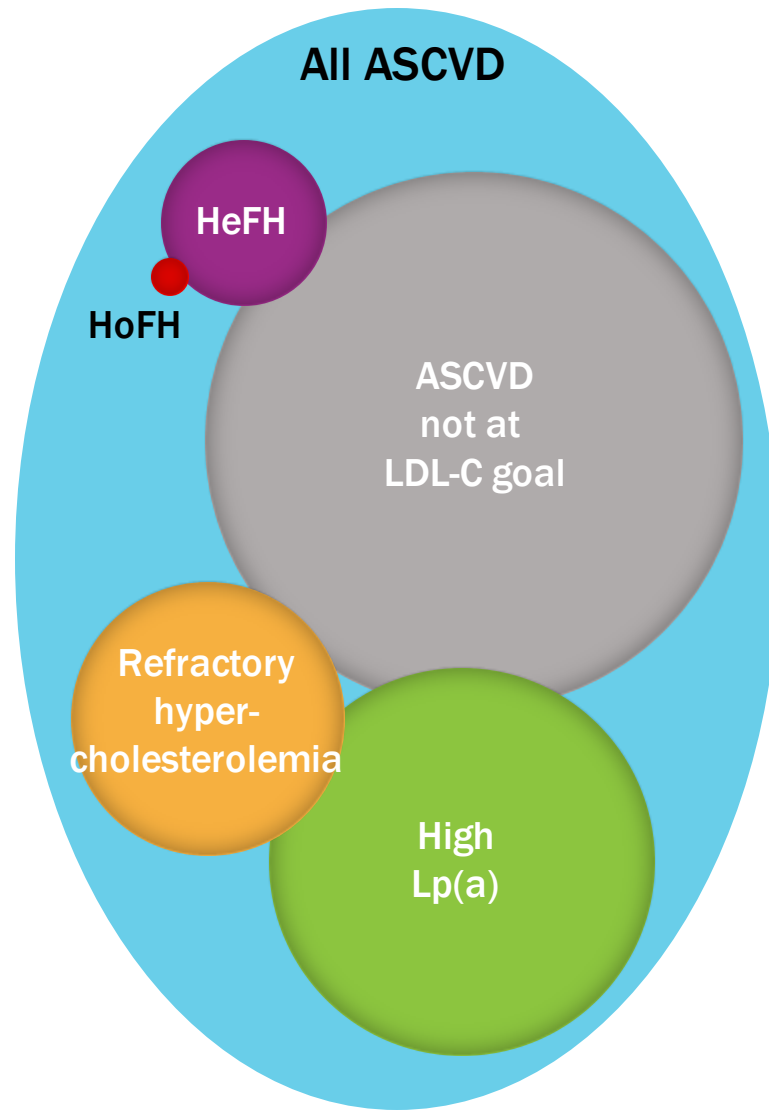 All ASCVD
HeFH
HoFH
ASCVD
not at
LDL-C goal
Refractory
hyper-
cholesterolemia
High
Lp(a)